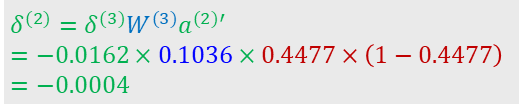 δ⁽²⁾ = δ⁽³⁾W⁽³⁾a⁽²⁾′
= −0.0162 × 0.1036 × 0.4477 × (1 − 0.4477)
= −0.0004